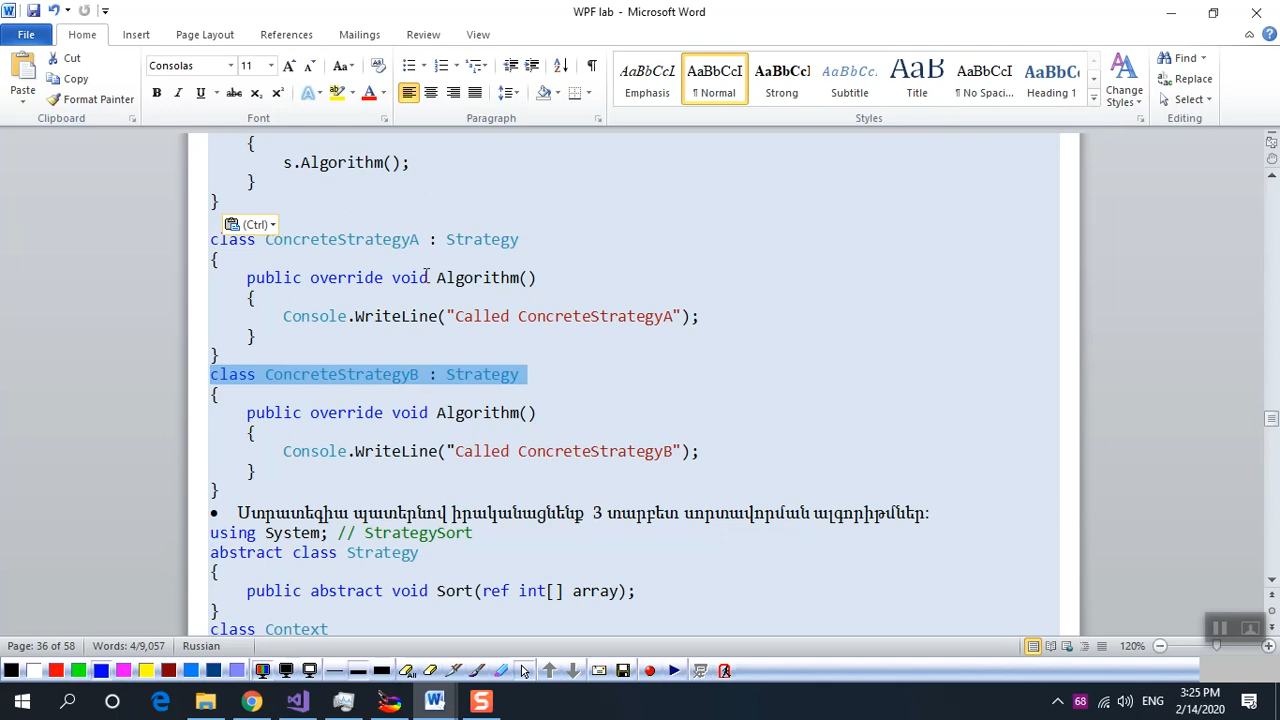 WPF lab - Microsoft Word
File Home Insert Page Layout References Mailings Review View
Paste
Cut
Copy
Format Painter
Clipboard
Consolas 11
Font
Paragraph
AaBbCcI Emphasis
AaBbCcI ¶ Normal
AaBbCcI Strong
AaBbCcI Subtitle
AaB Title
AaBbCcI ¶ No Spaci...
AaBbC Heading 1
Change Styles
Styles
Find
Replace
Select
Editing
{
s.Algorithm();
}
}
(Ctrl)
class ConcreteStrategyA : Strategy
{
public override void Algorithm()
{
Console.WriteLine("Called ConcreteStrategyA");
}
}
class ConcreteStrategyB : Strategy
{
public override void Algorithm()
{
Console.WriteLine("Called ConcreteStrategyB");
}
}
• Ստրատեգիա պատերնով իրականացնենք 3 տարբեր սորտավորման ալգորիթմներ:
using System; // StrategySort
abstract class Strategy
{
public abstract void Sort(ref int[] array);
}
class Context
Page: 36 of 58 Words: 4/9,057 Russian 120%
68 ENG 3:25 PM
2/14/2020